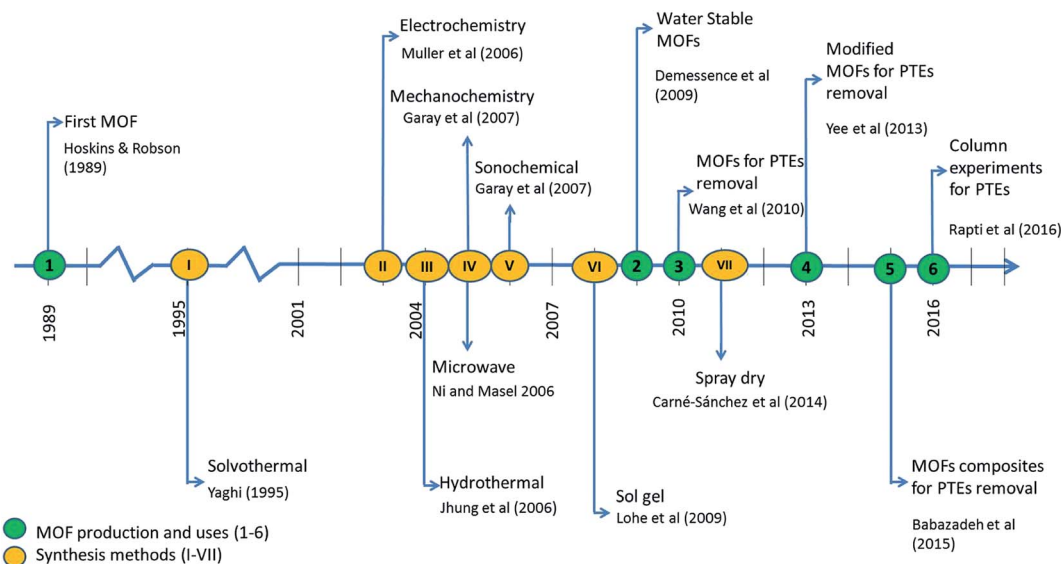 Electrochemistry
Muller et al (2006)
Water Stable
MOFs
Demessence et al
(2009)
Modified
MOFs for PTEs
removal
Yee et al (2013)
Mechanochemistry
Garay et al (2007)
First MOF
Hoskins & Robson
(1989)
Sonochemical
Garay et al (2007)
MOFs for PTEs
removal
Wang et al (2010)
Column
experiments
for PTEs
Rapti et al (2016)
1
I
II
III
IV
V
VI
2
3
VII
4
5
6
1989
1995
2001
2004
2007
2010
2013
2016
Microwave
Ni and Masel 2006
Spray dry
Carné-Sánchez et al (2014)
Solvothermal
Yaghi (1995)
Hydrothermal
Jhung et al (2006)
Sol gel
Lohe et al (2009)
MOFs composites
for PTEs removal
Babazadeh et al
(2015)
MOF production and uses (1-6)
Synthesis methods (I-VII)